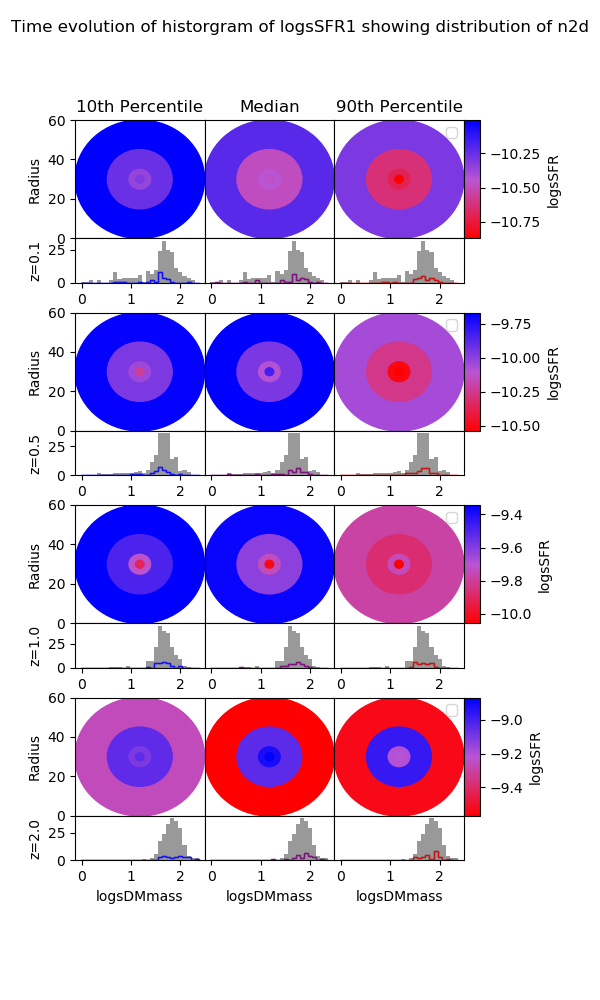 Time evolution of historgram of logsSFR1 showing distribution of n2d
10th Percentile Median 90th Percentile
60
40
20
0
Radius
−10.25
−10.50
−10.75
logsSFR
25
0
z=0.1
0 1 2 0 1 2 0 1 2
60
40
20
0
Radius
−9.75
−10.00
−10.25
−10.50
logsSFR
25
0
z=0.5
0 1 2 0 1 2 0 1 2
60
40
20
0
Radius
−9.4
−9.6
−9.8
−10.0
logsSFR
25
0
z=1.0
0 1 2 0 1 2 0 1 2
60
40
20
0
Radius
−9.0
−9.2
−9.4
logsSFR
25
0
z=2.0
0 1 2 0 1 2 0 1 2
logsDMmass logsDMmass logsDMmass